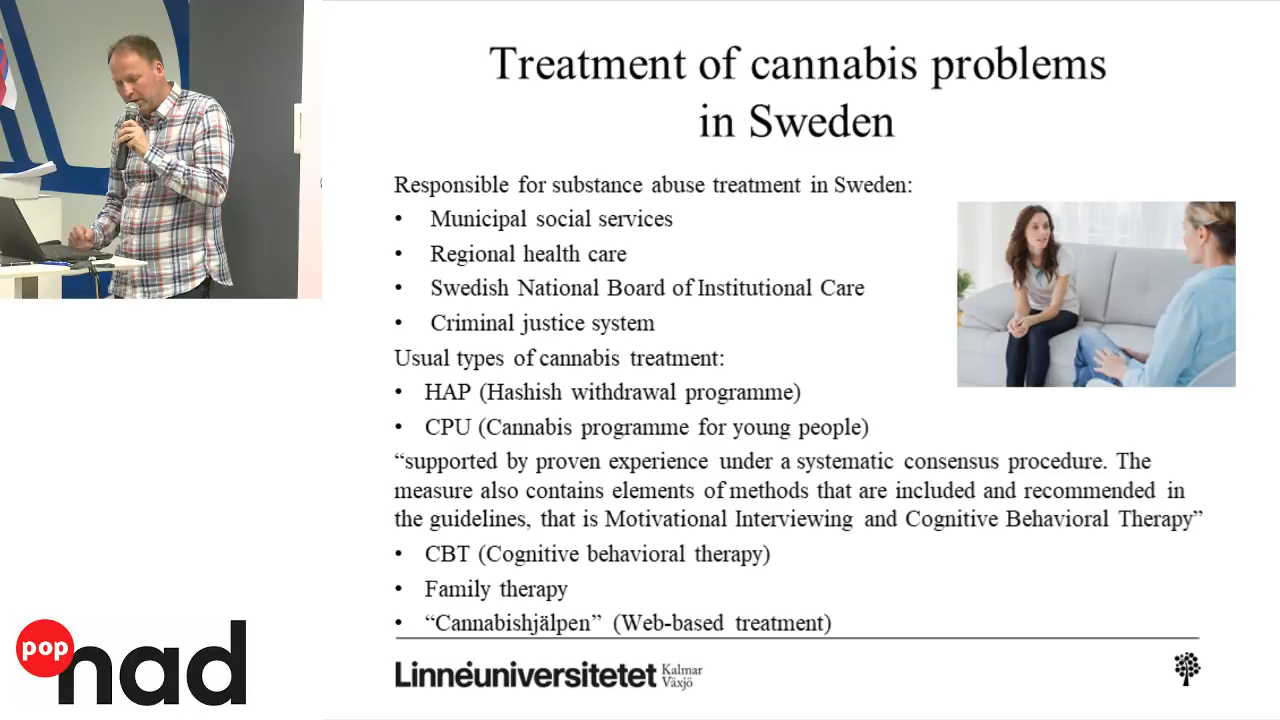 Treatment of cannabis problems
in Sweden
Responsible for substance abuse treatment in Sweden:
• Municipal social services
• Regional health care
• Swedish National Board of Institutional Care
• Criminal justice system
Usual types of cannabis treatment:
• HAP (Hashish withdrawal programme)
• CPU (Cannabis programme for young people)
“supported by proven experience under a systematic consensus procedure. The
measure also contains elements of methods that are included and recommended in
the guidelines, that is Motivational Interviewing and Cognitive Behavioral Therapy”
• CBT (Cognitive behavioral therapy)
• Family therapy
• “Cannabishjälpen” (Web-based treatment)
Linnéuniversitetet
Kalmar
Växjö
pop
nad